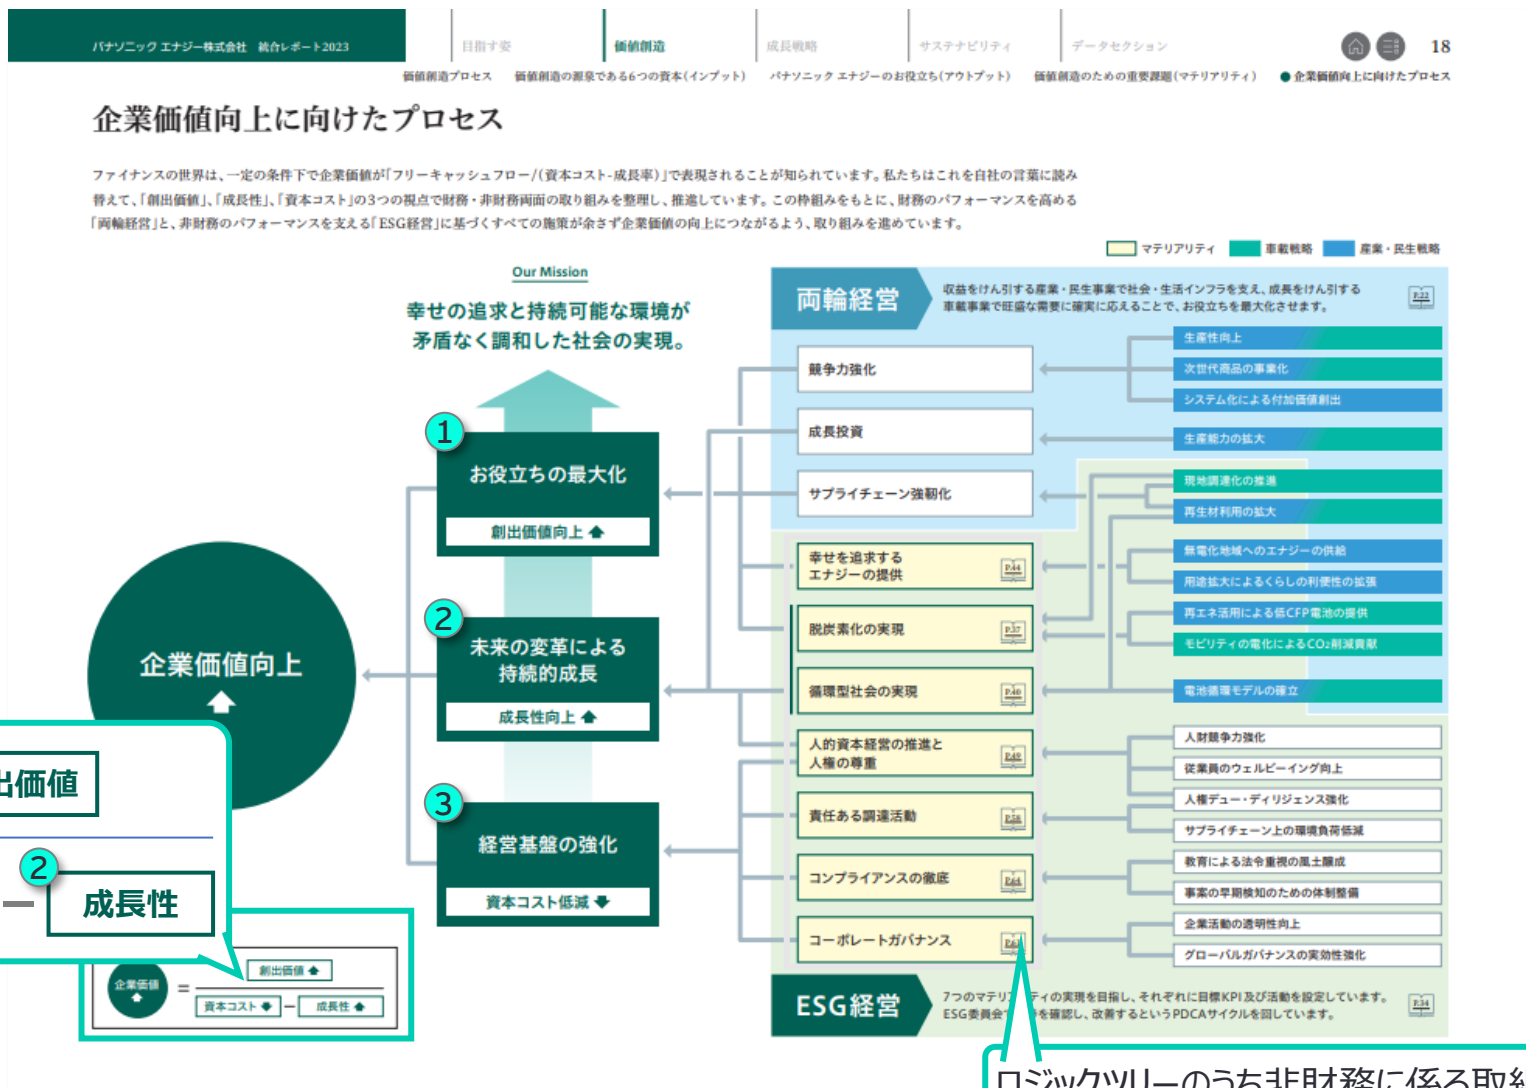 パナソニック エナジー株式会社 統合レポート2023
目指す姿
価値創造
成長戦略
サステナビリティ
データセクション
18
価値創造プロセス
価値創造の源泉である6つの資本(インプット)
パナソニック エナジーのお役立ち(アウトプット)
価値創造のための重要課題(マテリアリティ)
●企業価値向上に向けたプロセス
企業価値向上に向けたプロセス
ファイナンスの世界は、一定の条件下で企業価値が「フリーキャッシュフロー/(資本コスト-成長率)」で表現されることが知られています。私たちはこれを自社の言葉に読み
替えて、「創出価値」、「成長性」、「資本コスト」の3つの視点で財務・非財務両面の取り組みを整理し、推進しています。この枠組みをもとに、財務のパフォーマンスを高める
「両輪経営」と、非財務のパフォーマンスを支える「ESG経営」に基づくすべての施策が余さず企業価値の向上につながるよう、取り組みを進めています。
マテリアリティ
車載戦略
産業・民生戦略
Our Mission
幸せの追求と持続可能な環境が
矛盾なく調和した社会の実現。
両輪経営
収益をけん引する産業・民生事業で社会・生活インフラを支え、成長をけん引する
車載事業で旺盛な需要に確実に応えることで、お役立ちを最大化させます。
P.22
競争力強化
成長投資
サプライチェーン強靭化
生産性向上
次世代商品の事業化
システム化による付加価値創出
生産能力の拡大
現地調達化の推進
再生材利用の拡大
無電化地域へのエナジーの供給
用途拡大によるくらしの利便性の拡張
再エネ活用による低CFP電池の提供
モビリティの電化によるCO₂削減貢献
電池循環モデルの確立
1
お役立ちの最大化
創出価値向上
2
未来の変革による
持続的成長
成長性向上
3
経営基盤の強化
資本コスト低減
企業価値向上
幸せを追求する
エナジーの提供
P.44
脱炭素化の実現
P.37
循環型社会の実現
P.40
人的資本経営の推進と
人権の尊重
責任ある調達活動
P.58
コンプライアンスの徹底
コーポレートガバナンス
人財競争力強化
従業員のウェルビーイング向上
人権デュー・ディリジェンス強化
サプライチェーン上の環境負荷低減
教育による法令重視の風土醸成
事案の早期検知のための体制整備
企業活動の透明性向上
グローバルガバナンスの実効性強化
出価値
2
— 成長性
企業価値
=
創出価値
資本コスト — 成長性
ESG経営
7つのマテリ ティの実現を目指し、それぞれに目標KPI及び活動を設定しています。
ESG委員会で を確認し、改善するというPDCAサイクルを回しています。
P.34
ロジックツリーのうち非財務に係る取組